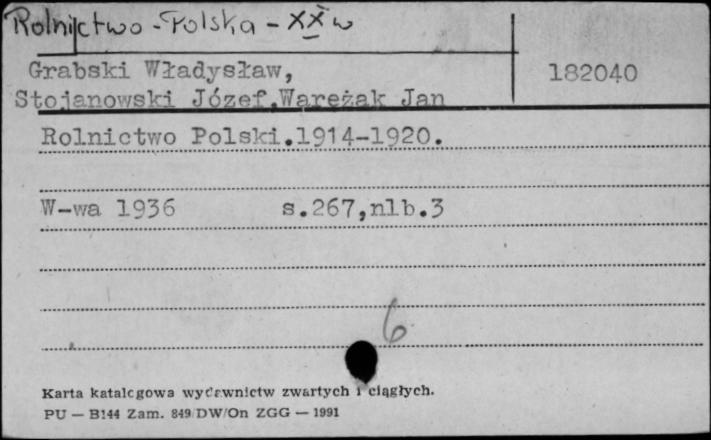 Rolnictwo - Polska - XX w
Grabski Władysław, 182040
Stojanowski Józef,Wareżak Jan
Rolnictwo Polski.1914-1920.
W-wa 1936 s.267,nlb.3
6
Karta katalogowa wydawnictw zwartych i ciągłych.
PU — B144 Zam. 849/DW/On ZGG — 1991